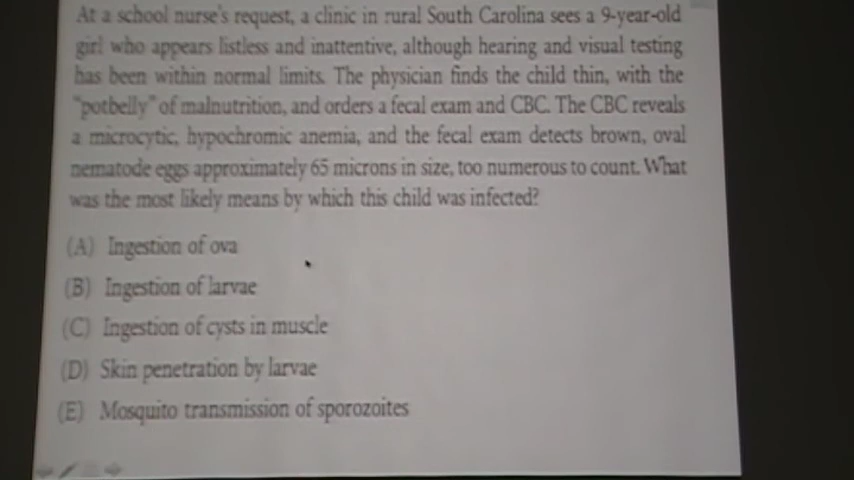 At a school nurse's request, a clinic in rural South Carolina sees a 9-year-old
girl who appears listless and inattentive, although hearing and visual testing
has been within normal limits. The physician finds the child thin, with the
"potbelly" of malnutrition, and orders a fecal exam and CBC. The CBC reveals
a microcytic, hypochromic anemia, and the fecal exam detects brown, oval
nematode eggs approximately 65 microns in size, too numerous to count. What
was the most likely means by which this child was infected?
(A) Ingestion of ova
(B) Ingestion of larvae
(C) Ingestion of cysts in muscle
(D) Skin penetration by larvae
(E) Mosquito transmission of sporozoites